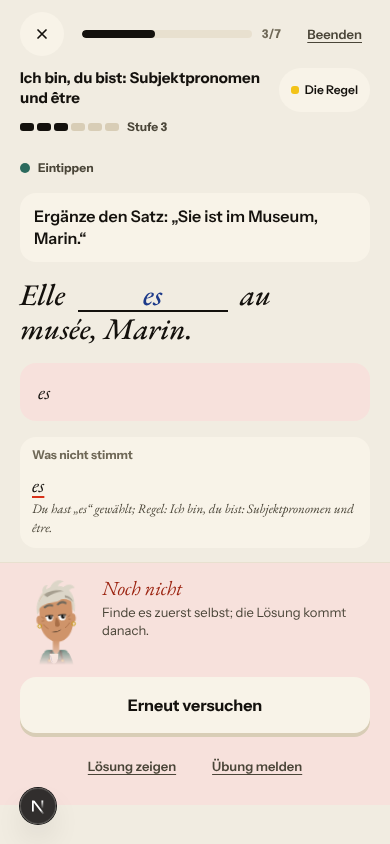 ✕
3/7
Beenden
Ich bin, du bist: Subjektpronomen
und être
Die Regel
Stufe 3
Eintippen
Ergänze den Satz: „Sie ist im Museum,
Marin.“
Elle es au
musée, Marin.
es
Was nicht stimmt
es
Du hast „es“ gewählt; Regel: Ich bin, du bist: Subjektpronomen und
être.
Noch nicht
Finde es zuerst selbst; die Lösung kommt
danach.
Erneut versuchen
Lösung zeigen
Übung melden
N